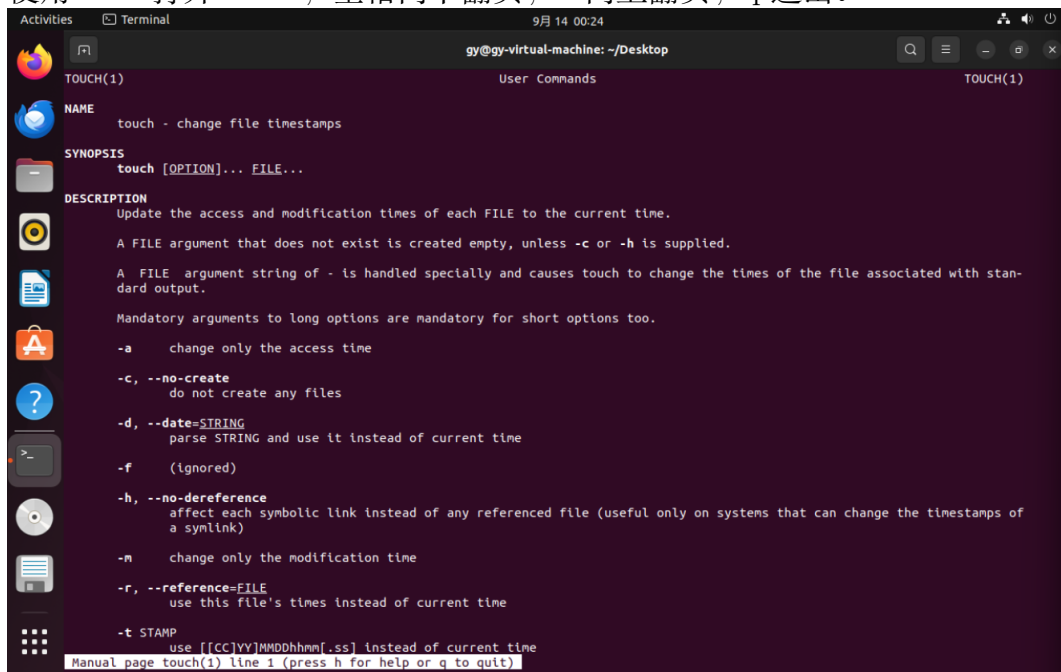 Activities
Terminal
9月 14 00:24
gy@gy-virtual-machine: ~/Desktop
TOUCH(1) User Commands TOUCH(1)
NAME
touch - change file timestamps
SYNOPSIS
touch [OPTION]... FILE...
DESCRIPTION
Update the access and modification times of each FILE to the current time.
A FILE argument that does not exist is created empty, unless -c or -h is supplied.
A FILE argument string of - is handled specially and causes touch to change the times of the file associated with stan-
dard output.
Mandatory arguments to long options are mandatory for short options too.
-a change only the access time
-c, --no-create
do not create any files
-d, --date=STRING
parse STRING and use it instead of current time
-f (ignored)
-h, --no-dereference
affect each symbolic link instead of any referenced file (useful only on systems that can change the timestamps of
a symlink)
-m change only the modification time
-r, --reference=FILE
use this file's times instead of current time
-t STAMP
use [[CC]YY]MMDDhhmm[.ss] instead of current time
Manual page touch(1) line 1 (press h for help or q to quit)